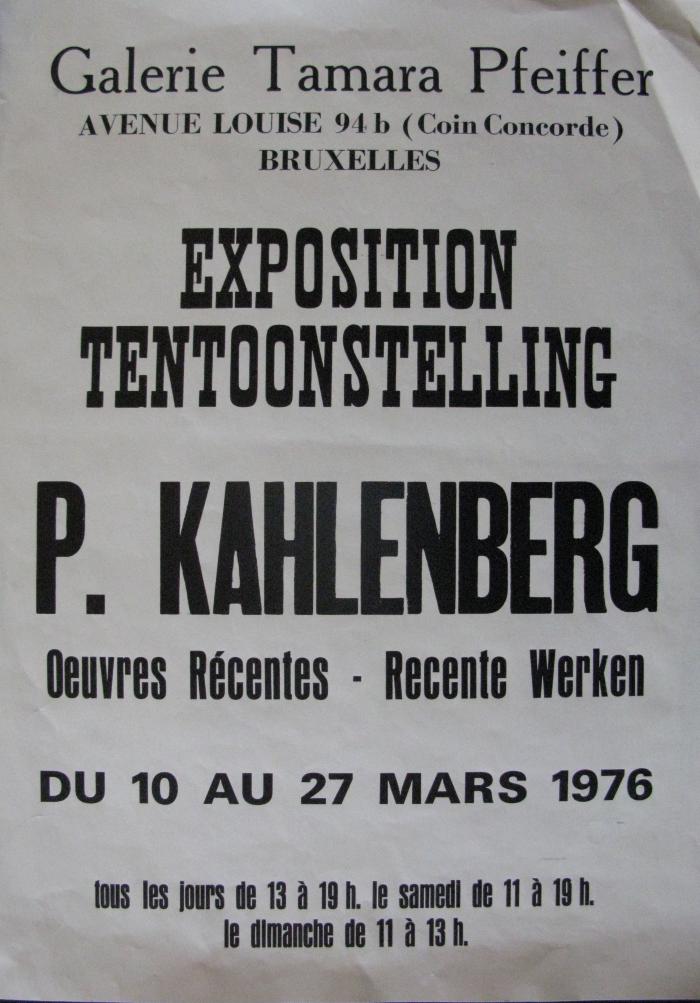 Galerie Tamara Pfeiffer
AVENUE LOUISE 94 b (Coin Concorde)
BRUXELLES
EXPOSITION
TENTOONSTELLING
P. KAHLENBERG
Oeuvres Récentes - Recente Werken
DU 10 AU 27 MARS 1976
tous les jours de 13 à 19 h. le samedi de 11 à 19 h.
le dimanche de 11 à 13 h.